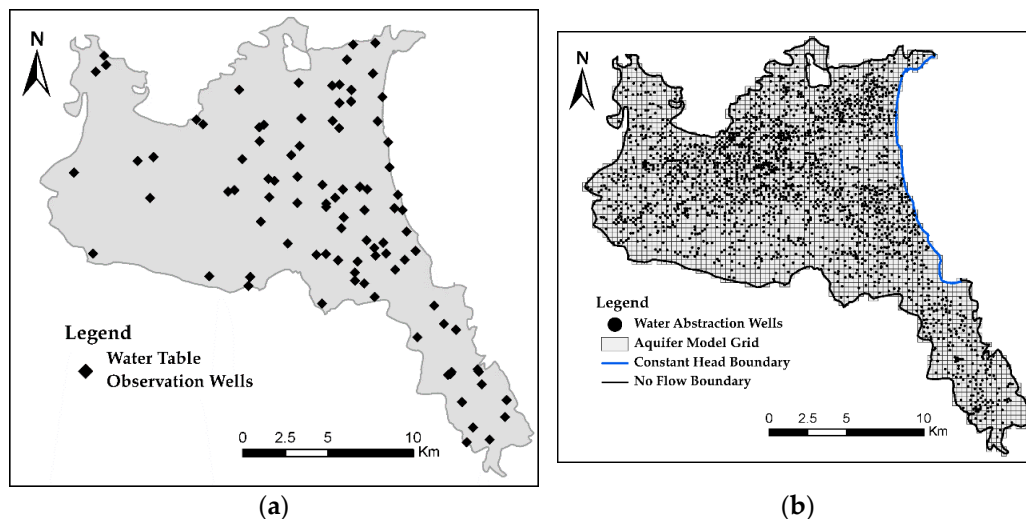 N
Legend
Water Table
Observation Wells
0 2.5 5 10
Km
(a)
N
Legend
Water Abstraction Wells
Aquifer Model Grid
Constant Head Boundary
No Flow Boundary
0 2.5 5 10
Km
(b)